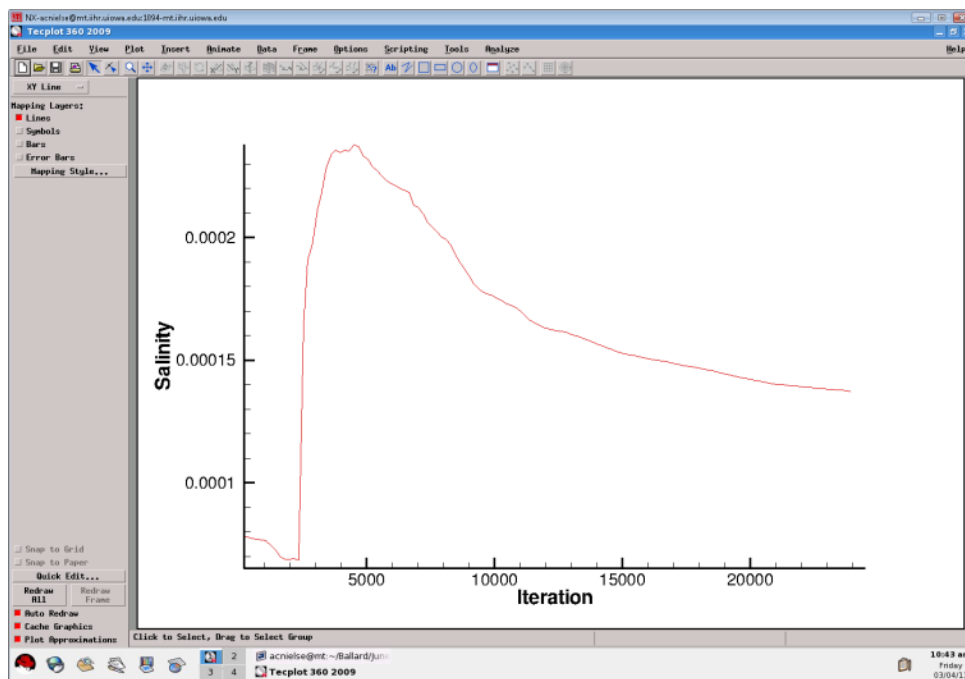 NX-acnielse@mt.iihr.uiowa.edu:1094-mt.iihr.uiowa.edu
Tecplot 360 2009
File Edit View Plot Insert Animate Data Frame Options Scripting Tools Analyze Help
XY Line
Mapping Layers:
Lines
Symbols
Bars
Error Bars
Mapping Style...
Snap to Grid
Snap to Paper
Quick Edit...
Redraw All
Redraw Frame
Auto Redraw
Cache Graphics
Plot Approximations
Ab
Salinity
0.0002
0.00015
0.0001
5000 10000 15000 20000
Iteration
Click to Select, Drag to Select Group
2
3 4
acnielse@mt:~/Ballard/June
Tecplot 360 2009
10:43 am
Friday